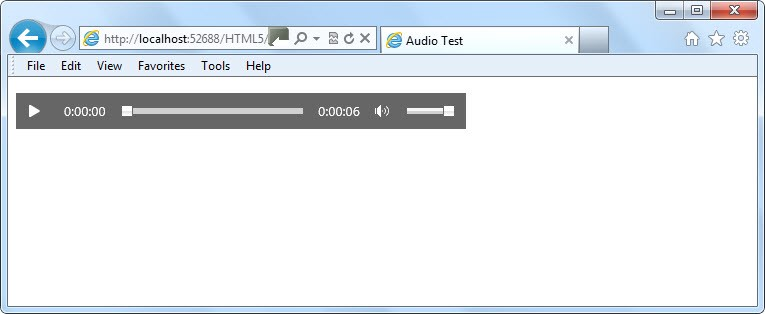 http://localhost:52688/HTML5/ Audio Test
File Edit View Favorites Tools Help
0:00:00 0:00:06